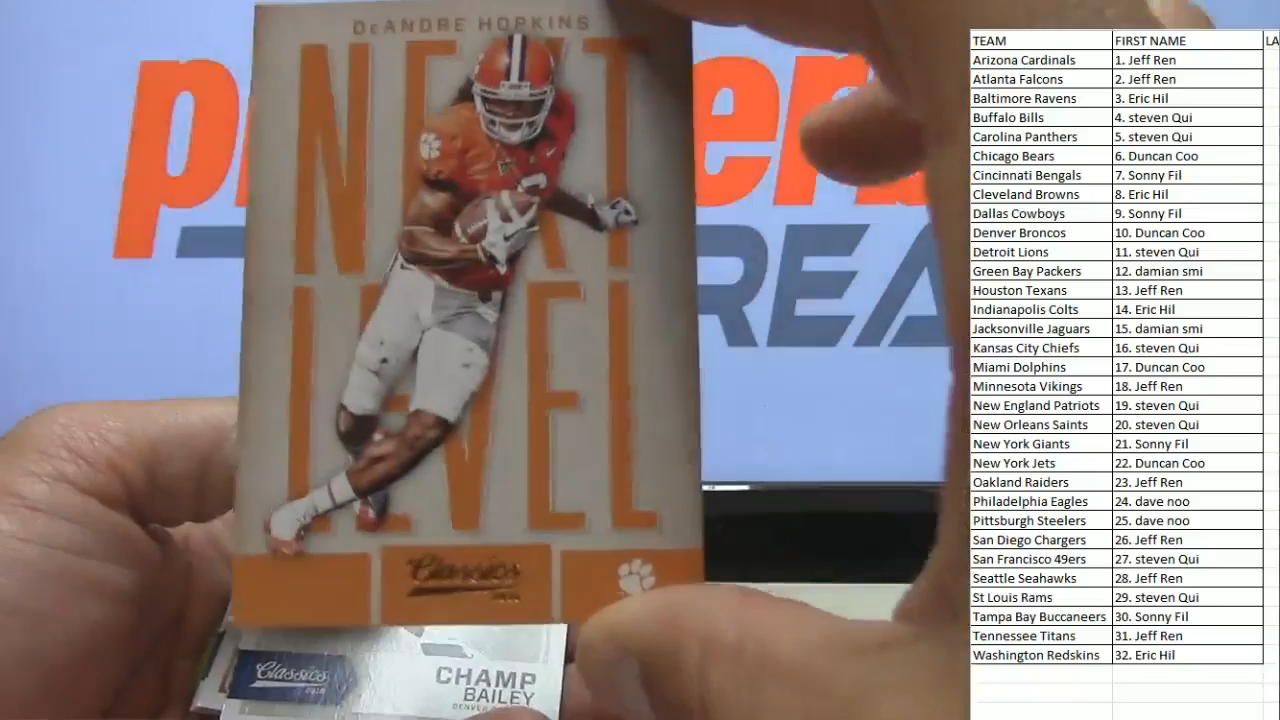 DeANDRE HOPKINS
NEXT
LEVEL
Classics
Classics
2016
CHAMP
BAILEY
DENVER
REA
TEAM FIRST NAME LA
Arizona Cardinals 1. Jeff Ren
Atlanta Falcons 2. Jeff Ren
Baltimore Ravens 3. Eric Hil
Buffalo Bills 4. steven Qui
Carolina Panthers 5. steven Qui
Chicago Bears 6. Duncan Coo
Cincinnati Bengals 7. Sonny Fil
Cleveland Browns 8. Eric Hil
Dallas Cowboys 9. Sonny Fil
Denver Broncos 10. Duncan Coo
Detroit Lions 11. steven Qui
Green Bay Packers 12. damian smi
Houston Texans 13. Jeff Ren
Indianapolis Colts 14. Eric Hil
Jacksonville Jaguars 15. damian smi
Kansas City Chiefs 16. steven Qui
Miami Dolphins 17. Duncan Coo
Minnesota Vikings 18. Jeff Ren
New England Patriots 19. steven Qui
New Orleans Saints 20. steven Qui
New York Giants 21. Sonny Fil
New York Jets 22. Duncan Coo
Oakland Raiders 23. Jeff Ren
Philadelphia Eagles 24. dave noo
Pittsburgh Steelers 25. dave noo
San Diego Chargers 26. Jeff Ren
San Francisco 49ers 27. steven Qui
Seattle Seahawks 28. Jeff Ren
St Louis Rams 29. steven Qui
Tampa Bay Buccaneers 30. Sonny Fil
Tennessee Titans 31. Jeff Ren
Washington Redskins 32. Eric Hil